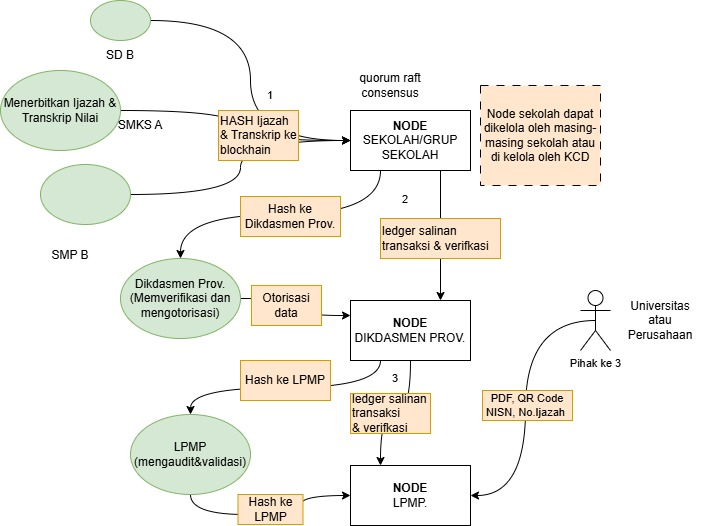 SD B
Menerbitkan Ijazah &
Transkrip Nilai
SMKS A
SMP B
1
HASH Ijazah
& Transkrip ke
blockhain
quorum raft
consensus
NODE
SEKOLAH/GRUP
SEKOLAH
Node sekolah dapat
dikelola oleh masing-
masing sekolah atau
di kelola oleh KCD
Hash ke
Dikdasmen Prov.
2
ledger salinan
transaksi & verifkasi
Dikdasmen Prov.
(Memverifikasi dan
mengotorisasi)
Otorisasi
data
NODE
DIKDASMEN PROV.
Universitas
atau
Perusahaan
Pihak ke 3
Hash ke LPMP
3
ledger salinan
transaksi
& verfkasi
PDF, QR Code
NISN, No.Ijazah
LPMP
(mengaudit&validasi)
Hash ke
LPMP
NODE
LPMP.